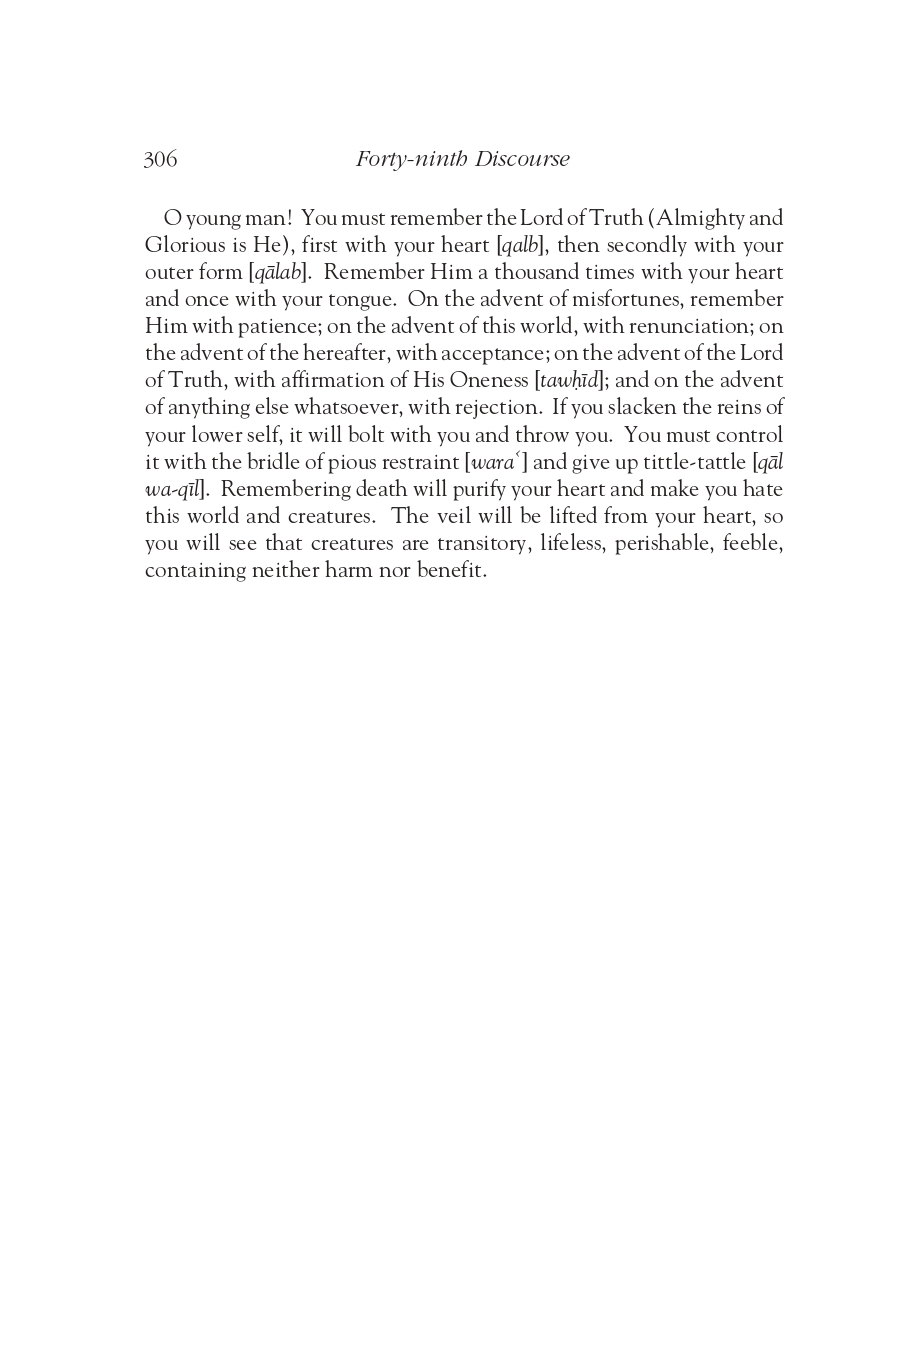 306 Forty-ninth Discourse
O young man! You must remember the Lord of Truth (Almighty and
Glorious is He), first with your heart [qalb], then secondly with your
outer form [qālab]. Remember Him a thousand times with your heart
and once with your tongue. On the advent of misfortunes, remember
Him with patience; on the advent of this world, with renunciation; on
the advent of the hereafter, with acceptance; on the advent of the Lord
of Truth, with affirmation of His Oneness [tawḥīd]; and on the advent
of anything else whatsoever, with rejection. If you slacken the reins of
your lower self, it will bolt with you and throw you. You must control
it with the bridle of pious restraint [waraʿ] and give up tittle-tattle [qāl
wa-qīl]. Remembering death will purify your heart and make you hate
this world and creatures. The veil will be lifted from your heart, so
you will see that creatures are transitory, lifeless, perishable, feeble,
containing neither harm nor benefit.